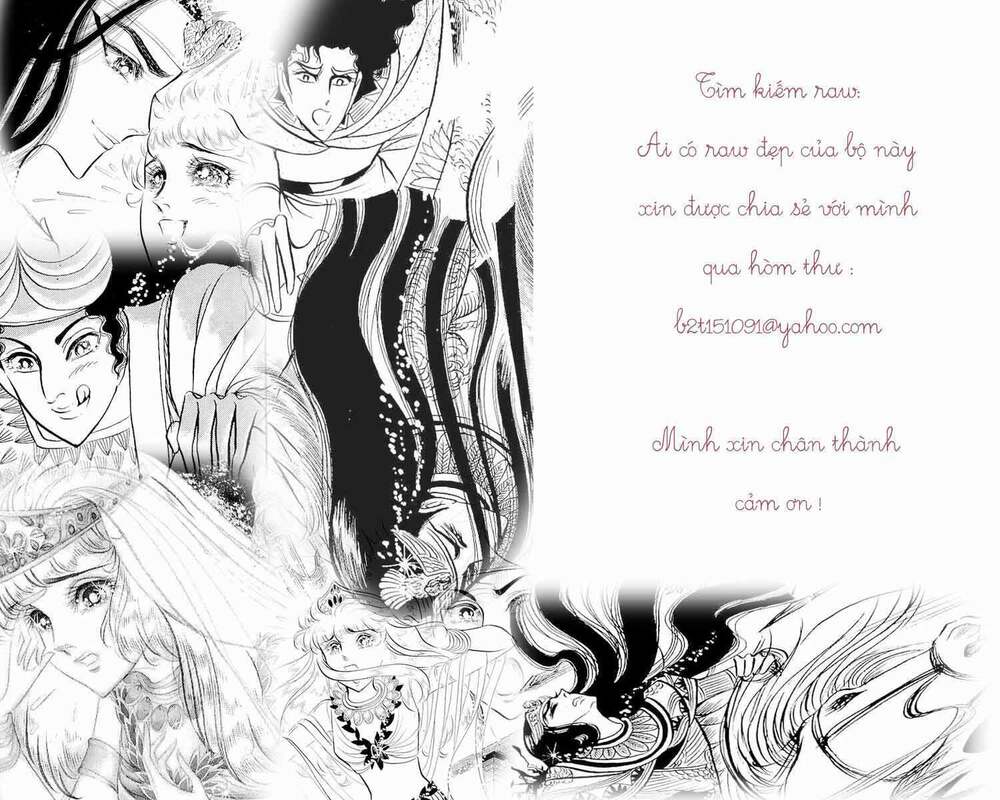 Tìm kiếm raw:
Ai có raw đẹp của bộ này
xin được chia sẻ với mình
qua hòm thư :
b2t151091@yahoo.com
Mình xin chân thành
cảm ơn !